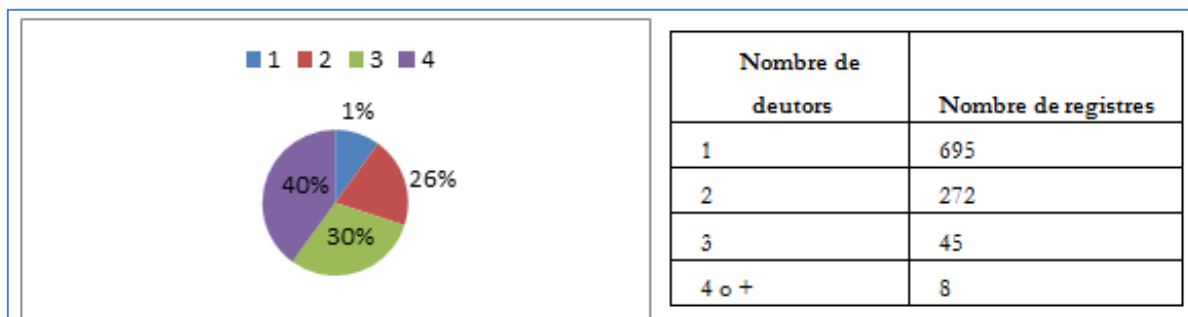 1 2 3 4
1%
26%
30%
40%
Nombre de
deutors Nombre de registres
1 695
2 272
3 45
4 o + 8